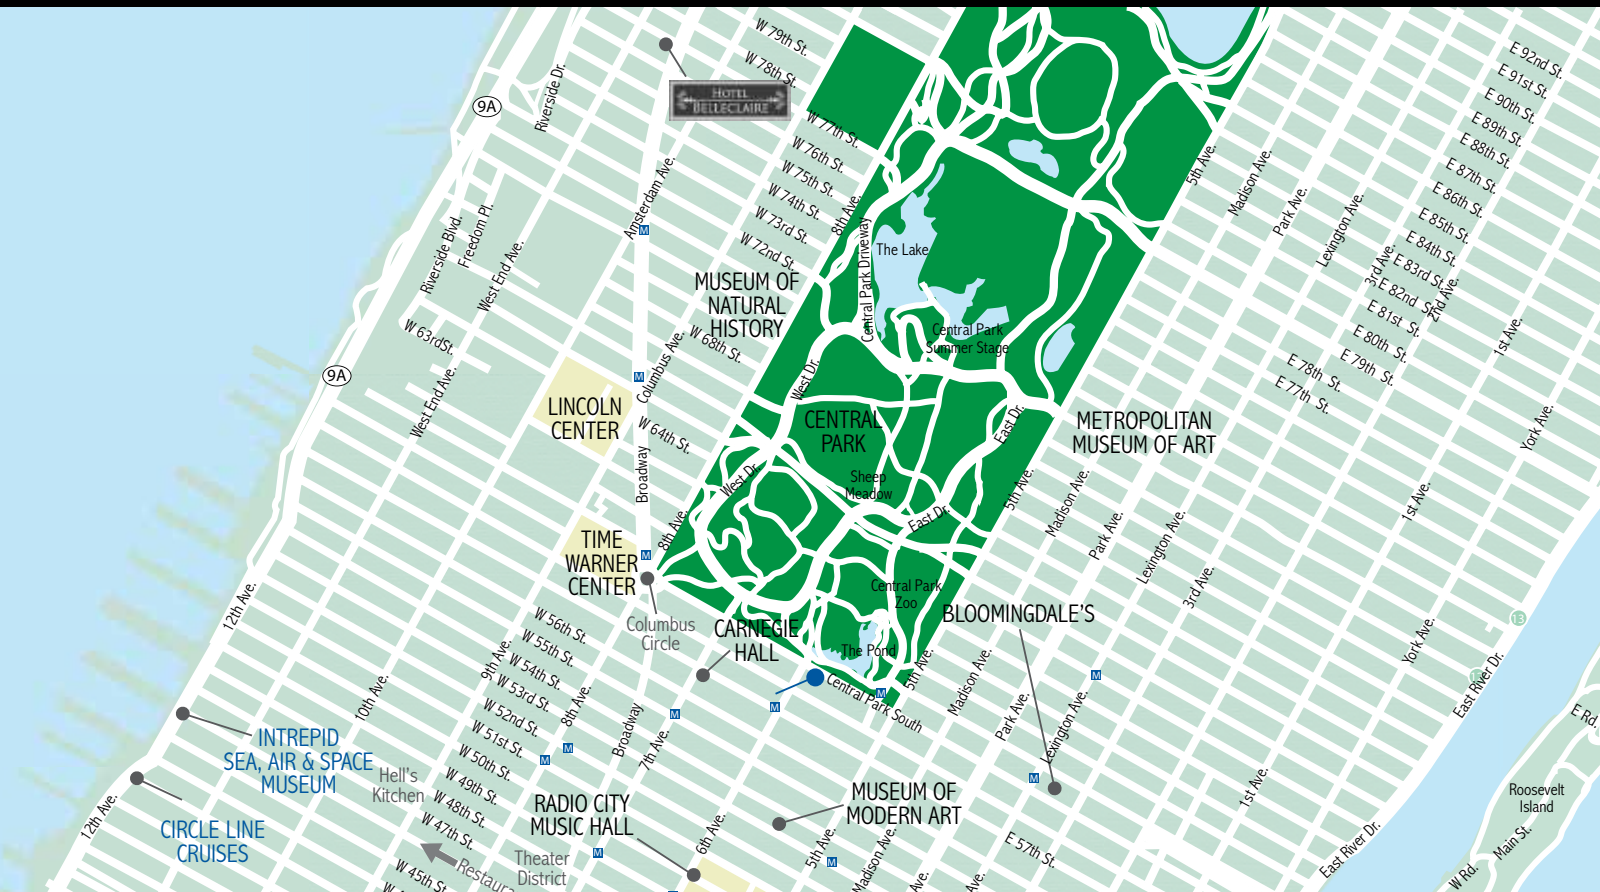 W 79th St.
W 78th St.
HOTEL
BELLECLAIRE
9A
Riverside Dr.
W 77th St.
W 76th St.
W 75th St.
W 74th St.
W 73rd St.
W 72nd St.
E 92nd St.
E 91st St.
E 90th St.
E 89th St.
E 88th St.
E 87th St.
E 86th St.
E 85th St.
E 84th St.
E 83rd St.
E 82nd St.
E 81st St.
E 80th St.
E 79th St.
E 78th St.
E 77th St.
5th Ave.
Madison Ave.
Park Ave.
Lexington Ave.
3rd Ave.
2nd Ave.
1st Ave.
York Ave.
Amsterdam Ave.
M
8th Ave.
Central Park Driveway
The Lake
Riverside Blvd.
Freedom Pl.
West End Ave.
MUSEUM OF
NATURAL
HISTORY
W 63rdSt.
W 68th St.
Central Park
Summer Stage
9A
West End Ave.
M
Columbus Ave.
West Dr.
LINCOLN
CENTER
W 64th St.
CENTRAL
PARK
East Dr.
METROPOLITAN
MUSEUM OF ART
Broadway
West Dr.
Sheep
Meadow
East Dr.
5th Ave.
Madison Ave.
Park Ave.
Lexington Ave.
3rd Ave.
1st Ave.
8th Ave.
M
TIME
WARNER
CENTER
Central Park
Zoo
12th Ave.
Columbus
Circle
CARNEGIE
HALL
BLOOMINGDALE'S
13
The Pond
W 56th St.
W 55th St.
W 54th St.
W 53rd St.
W 52nd St.
W 51st St.
W 50th St.
W 49th St.
W 48th St.
W 47th St.
W 45th St.
9th Ave.
10th Ave.
8th Ave.
Broadway
7th Ave.
M
M
M
M
M
Central Park South
5th Ave.
Madison Ave.
Park Ave.
Lexington Ave.
M
M
York Ave.
East River Dr.
E Rd.
INTREPID
SEA, AIR & SPACE
MUSEUM
Hell's
Kitchen
12th Ave.
CIRCLE LINE
CRUISES
RADIO CITY
MUSIC HALL
MUSEUM OF
MODERN ART
Theater
District
M
6th Ave.
5th Ave.
M
Madison Ave.
Ave.
Ave.
E 57th St.
1st Ave.
East River Dr.
Roosevelt
Island
Main St.
W Rd.